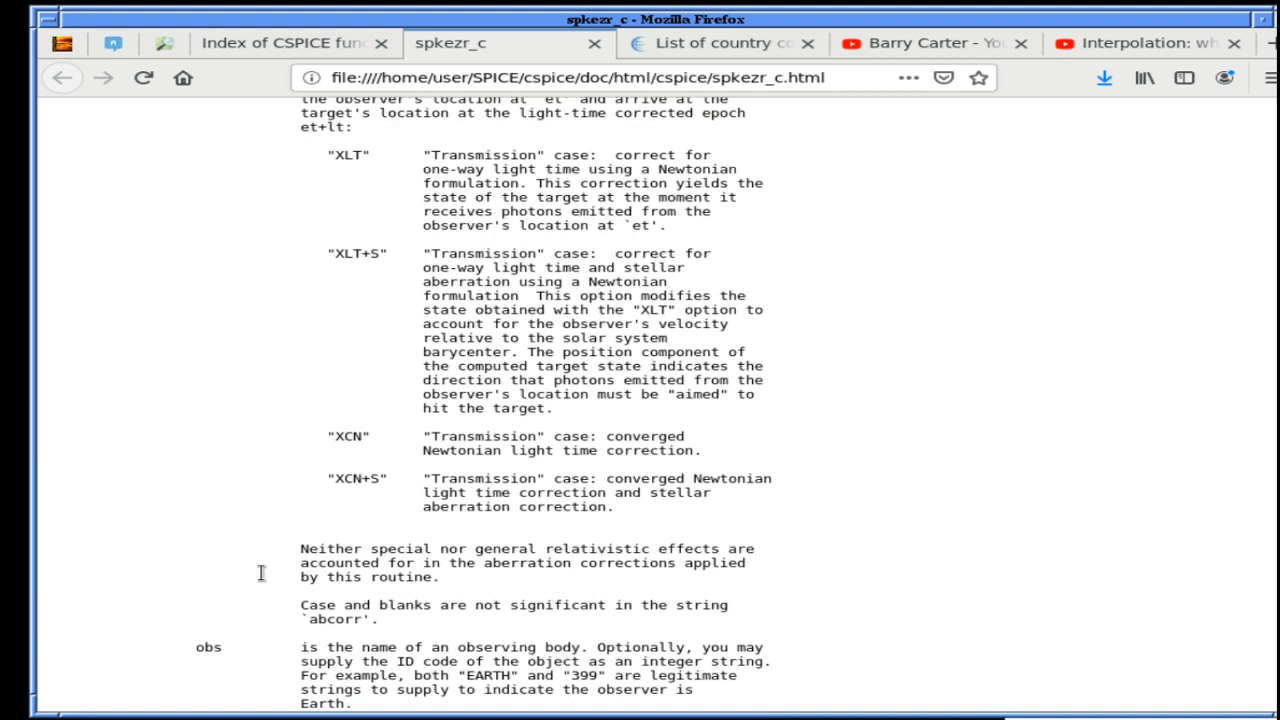 spkezr_c - Mozilla Firefox
Index of CSPICE fun
spkezr_c
List of country co
Barry Carter - You
Interpolation: wh
file:////home/user/SPICE/cspice/doc/html/cspice/spkezr_c.html
the observer's location at `et' and arrive at the
target's location at the light-time corrected epoch
et+lt:
"XLT" "Transmission" case: correct for
one-way light time using a Newtonian
formulation. This correction yields the
state of the target at the moment it
receives photons emitted from the
observer's location at `et'.
"XLT+S" "Transmission" case: correct for
one-way light time and stellar
aberration using a Newtonian
formulation This option modifies the
state obtained with the "XLT" option to
account for the observer's velocity
relative to the solar system
barycenter. The position component of
the computed target state indicates the
direction that photons emitted from the
observer's location must be "aimed" to
hit the target.
"XCN" "Transmission" case: converged
Newtonian light time correction.
"XCN+S" "Transmission" case: converged Newtonian
light time correction and stellar
aberration correction.
Neither special nor general relativistic effects are
accounted for in the aberration corrections applied
by this routine.
Case and blanks are not significant in the string
`abcorr'.
obs is the name of an observing body. Optionally, you may
supply the ID code of the object as an integer string.
For example, both "EARTH" and "399" are legitimate
strings to supply to indicate the observer is
Earth.